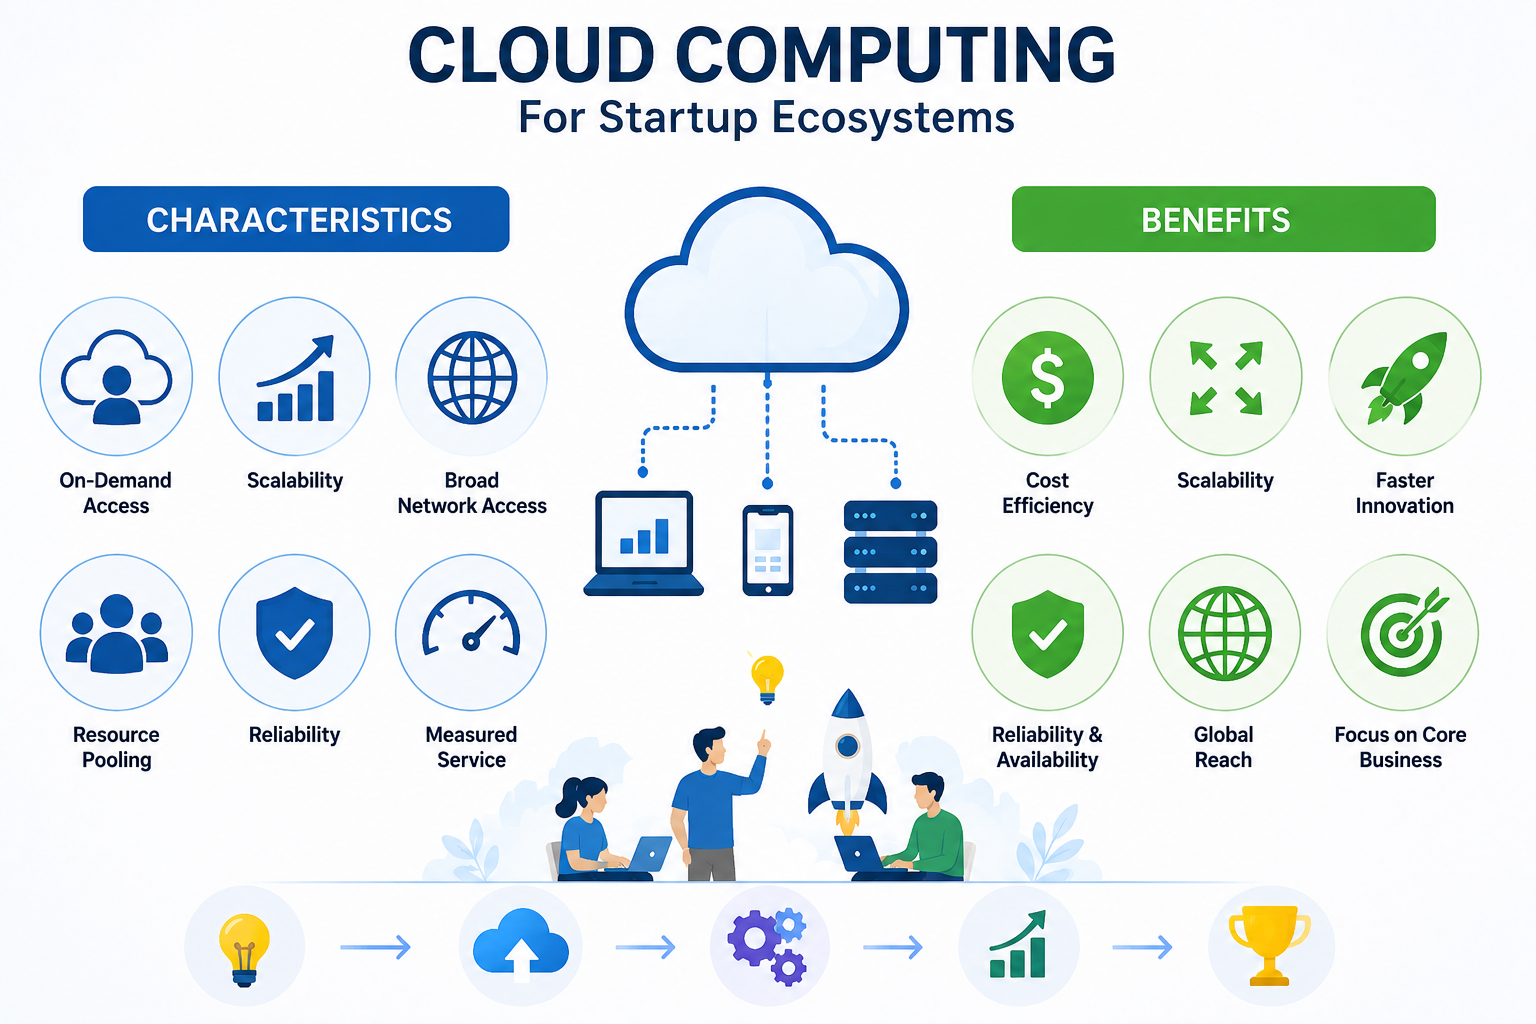 CLOUD COMPUTING
For Startup Ecosystems
CHARACTERISTICS
On-Demand
Access
Scalability
Broad
Network Access
Resource
Pooling
Reliability
Measured
Service
BENEFITS
$
Cost
Efficiency
Scalability
Faster
Innovation
Reliability &
Availability
Global
Reach
Focus on Core
Business